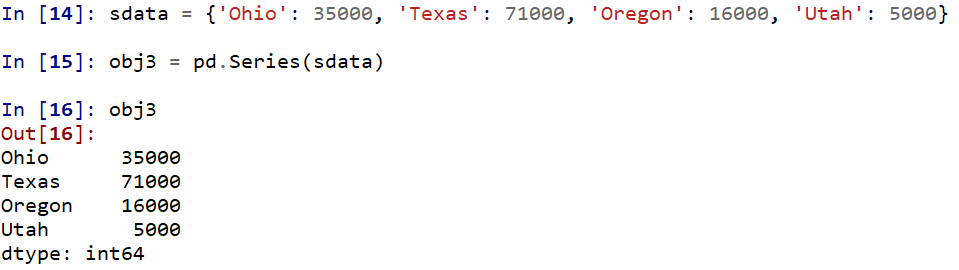 In [14]: sdata = {'Ohio': 35000, 'Texas': 71000, 'Oregon': 16000, 'Utah': 5000}
In [15]: obj3 = pd.Series(sdata)
In [16]: obj3
Out[16]:
Ohio      35000
Texas     71000
Oregon    16000
Utah       5000
dtype: int64